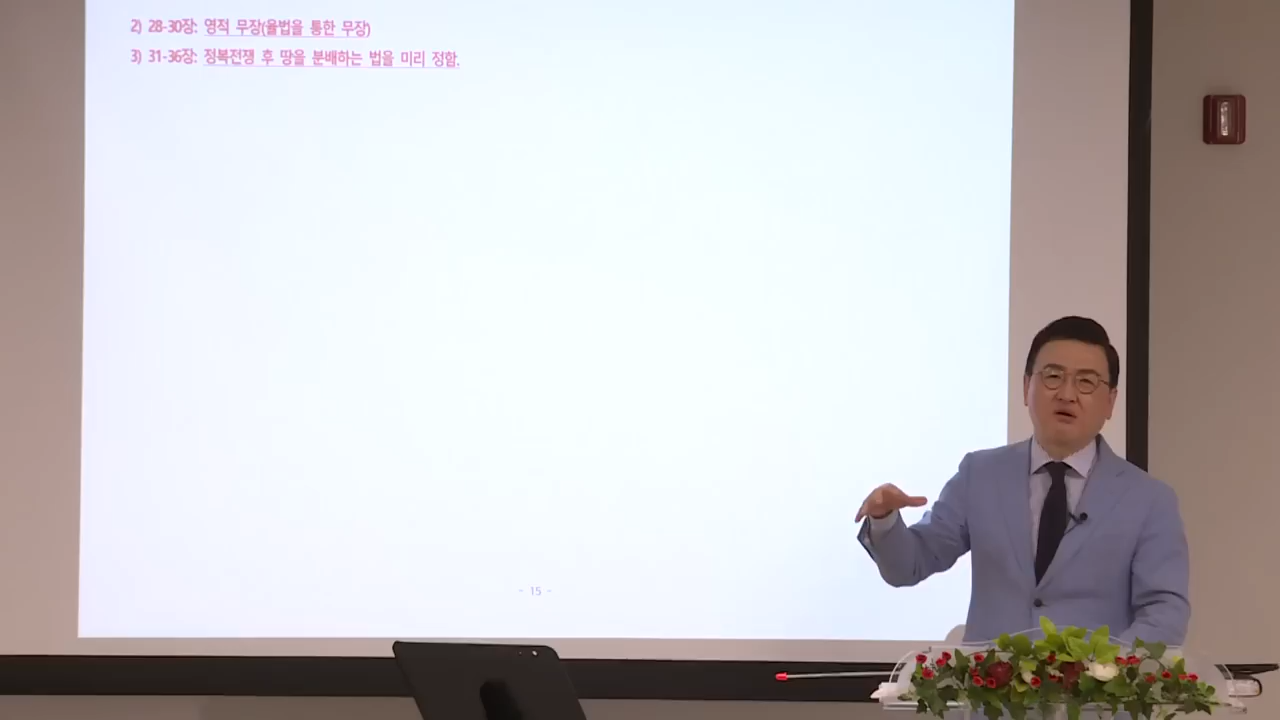 2) 28-30장: 영적 무장(율법을 통한 무장)
3) 31-36장: 정복전쟁 후 땅을 분배하는 법을 미리 정함.
- 15 -